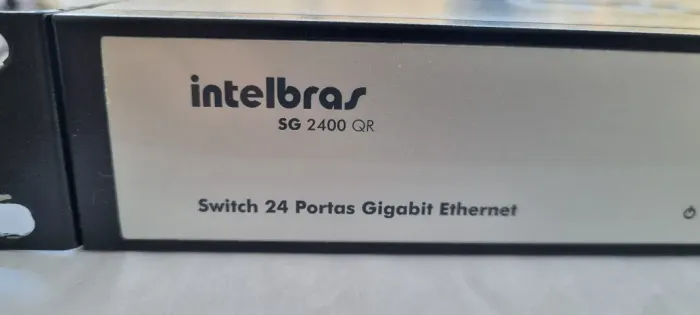 intelbras
SG 2400 QR
Switch 24 Portas Gigabit Ethernet